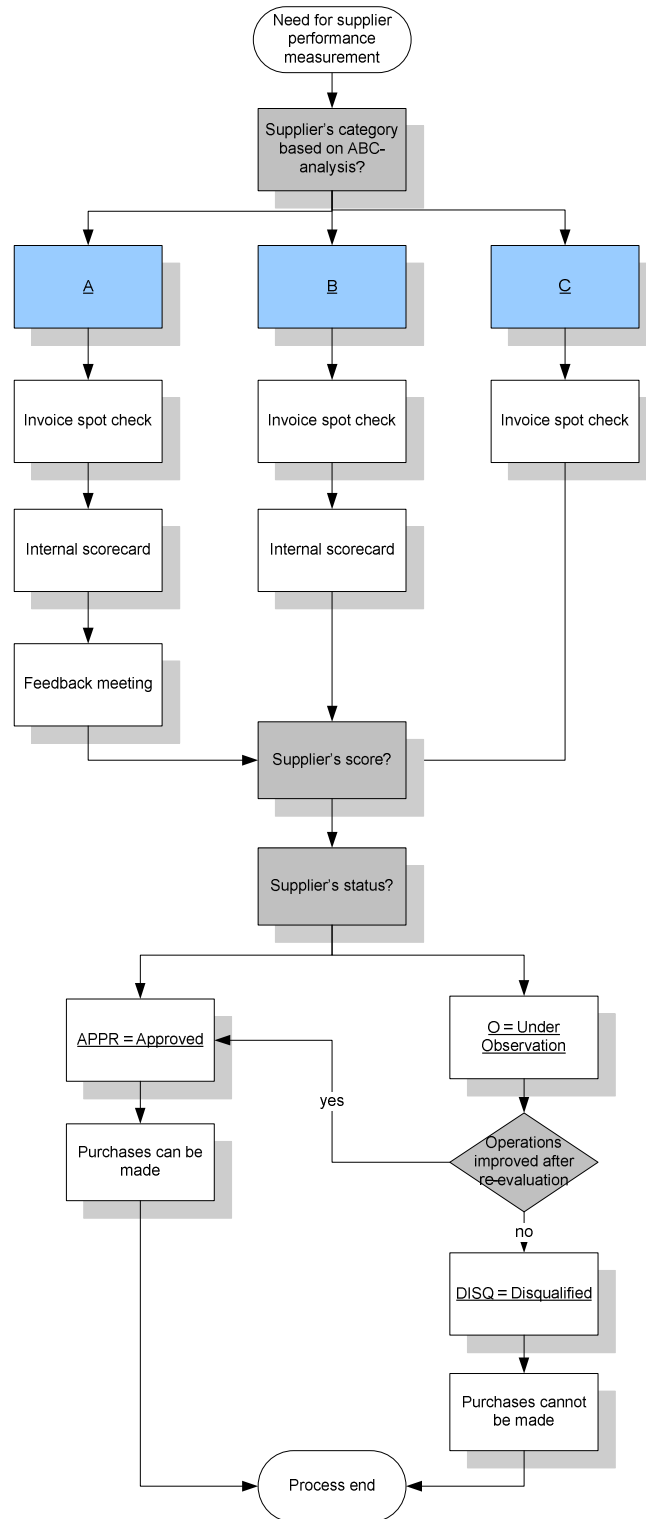 Need for supplier
performance
measurement
Supplier's category
based on ABC-
analysis?
A
B
C
Invoice spot check
Invoice spot check
Invoice spot check
Internal scorecard
Internal scorecard
Feedback meeting
Supplier's score?
Supplier's status?
APPR = Approved
O = Under
Observation
yes
Purchases can be
made
Operations
improved after
re-evaluation
no
DISQ = Disqualified
Purchases cannot
be made
Process end